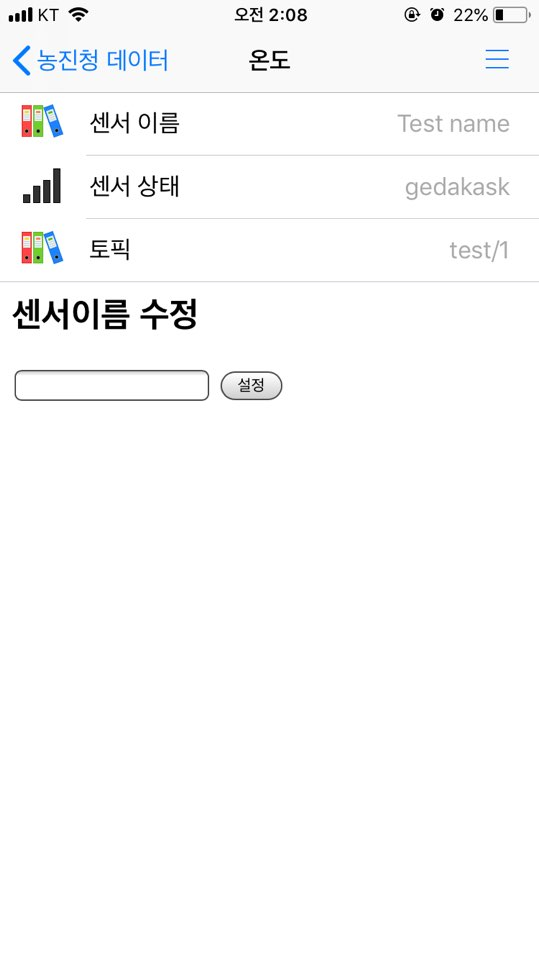 KT 오전 2:08 22%
농진청 데이터 온도
센서 이름 Test name
센서 상태 gedakask
토픽 test/1
센서이름 수정
설정